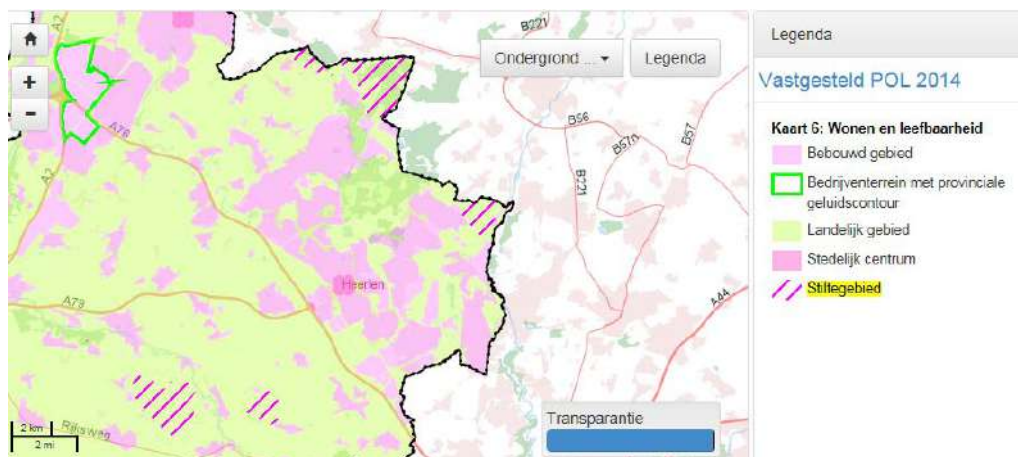 A2
B221
Ondergrond ...
Legenda
+
−
A76
A2
B56
B57n
B57
B221
Heerlen
A79
A44
Rijksweg
2 km
2 mi
Transparantie
Legenda
Vastgesteld POL 2014
Kaart 6: Wonen en leefbaarheid
Bebouwd gebied
Bedrijventerrein met provinciale
geluidscontour
Landelijk gebied
Stedelijk centrum
Stiltegebied